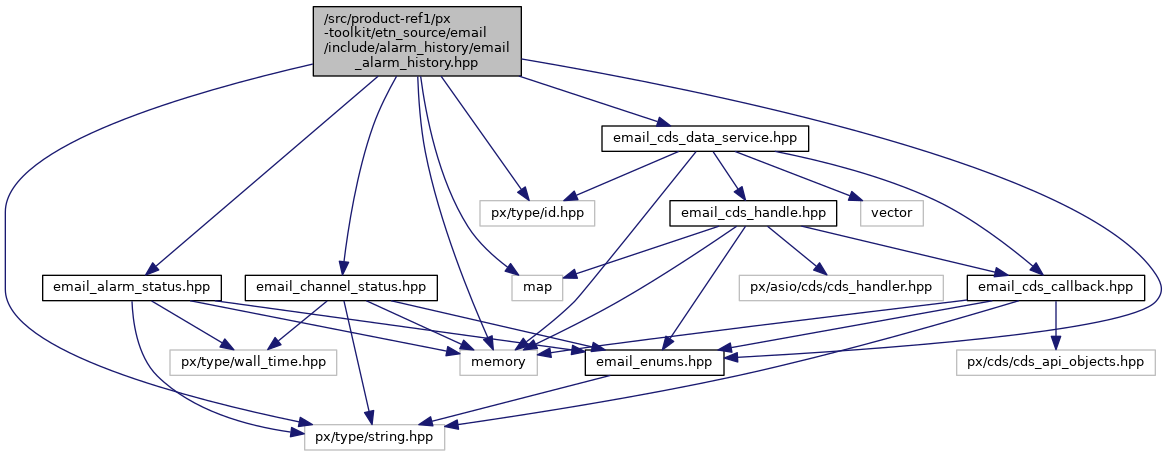 /src/product-ref1/px
-toolkit/etn_source/email
/include/alarm_history/email
_alarm_history.hpp
email_cds_data_service.hpp
px/type/id.hpp
email_cds_handle.hpp
vector
email_alarm_status.hpp
email_channel_status.hpp
map
px/asio/cds/cds_handler.hpp
email_cds_callback.hpp
px/type/wall_time.hpp
memory
email_enums.hpp
px/cds/cds_api_objects.hpp
px/type/string.hpp